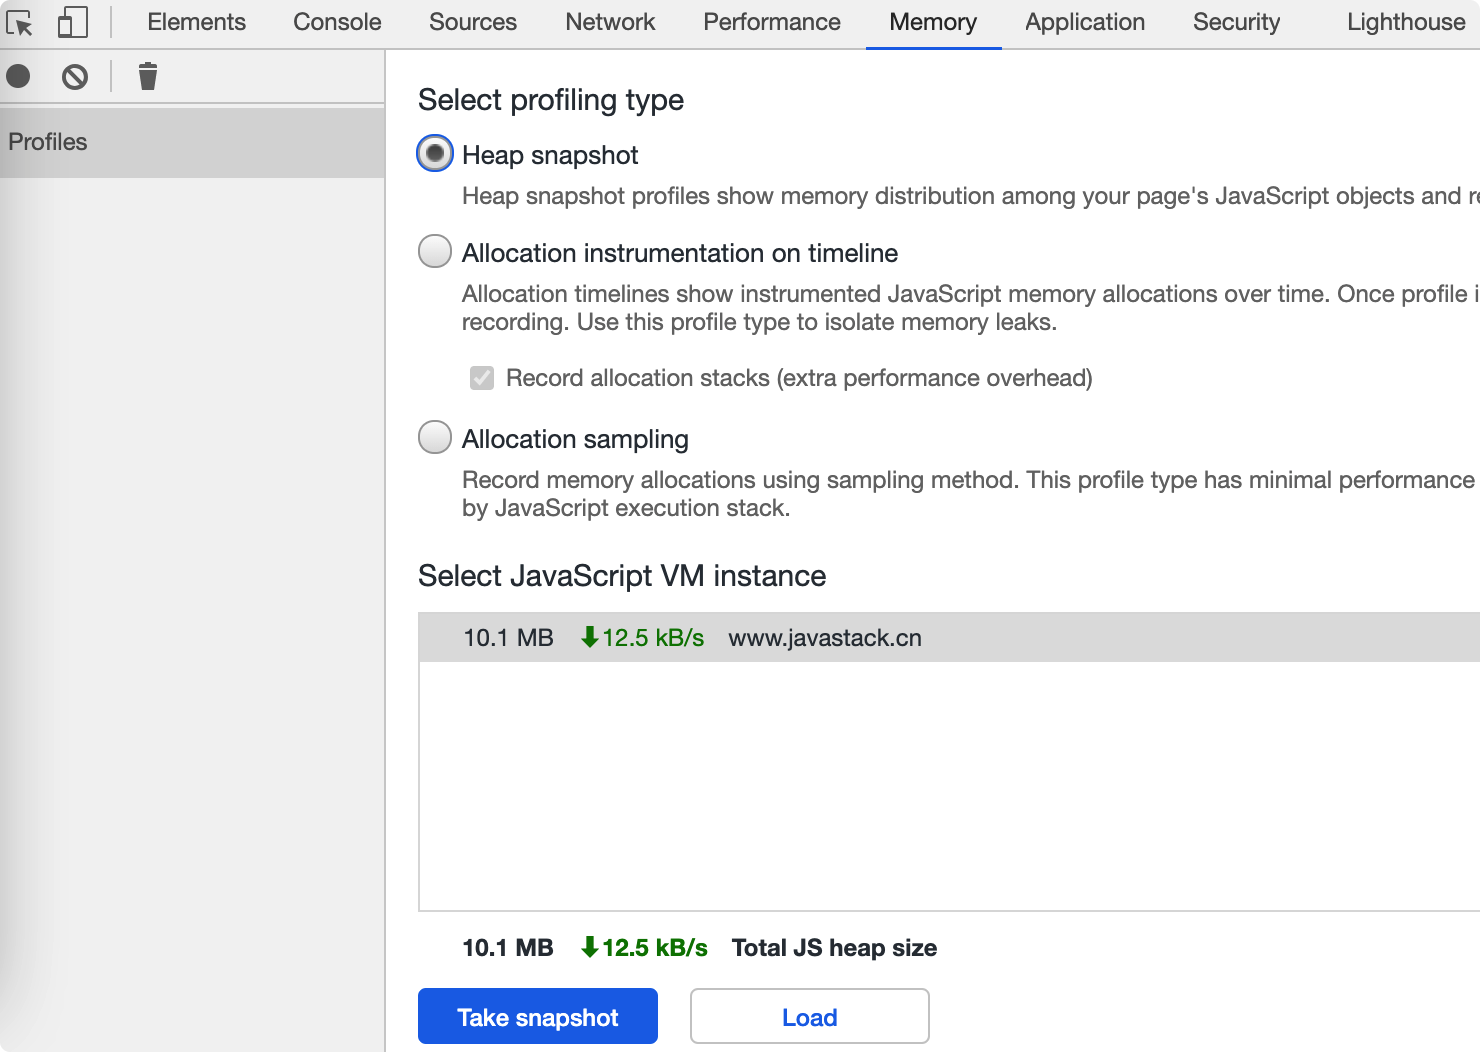 Elements Console Sources Network Performance Memory Application Security Lighthouse
Profiles
Select profiling type
Heap snapshot
Heap snapshot profiles show memory distribution among your page's JavaScript objects and
Allocation instrumentation on timeline
Allocation timelines show instrumented JavaScript memory allocations over time. Once profile
recording. Use this profile type to isolate memory leaks.
Record allocation stacks (extra performance overhead)
Allocation sampling
Record memory allocations using sampling method. This profile type has minimal performance
by JavaScript execution stack.
Select JavaScript VM instance
10.1 MB 12.5 kB/s www.javastack.cn
10.1 MB 12.5 kB/s Total JS heap size
Take snapshot Load